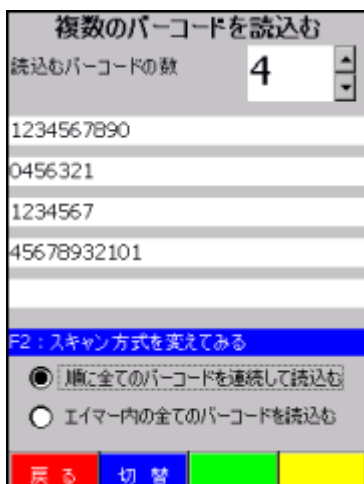 複数のバーコードを読込む
読込むバーコードの数
4
1234567890
0456321
1234567
45678932101
F2：スキャン方式を変えてみる
順に全てのバーコードを連続して読込む
エイマー内の全てのバーコードを読込む
戻る 切替